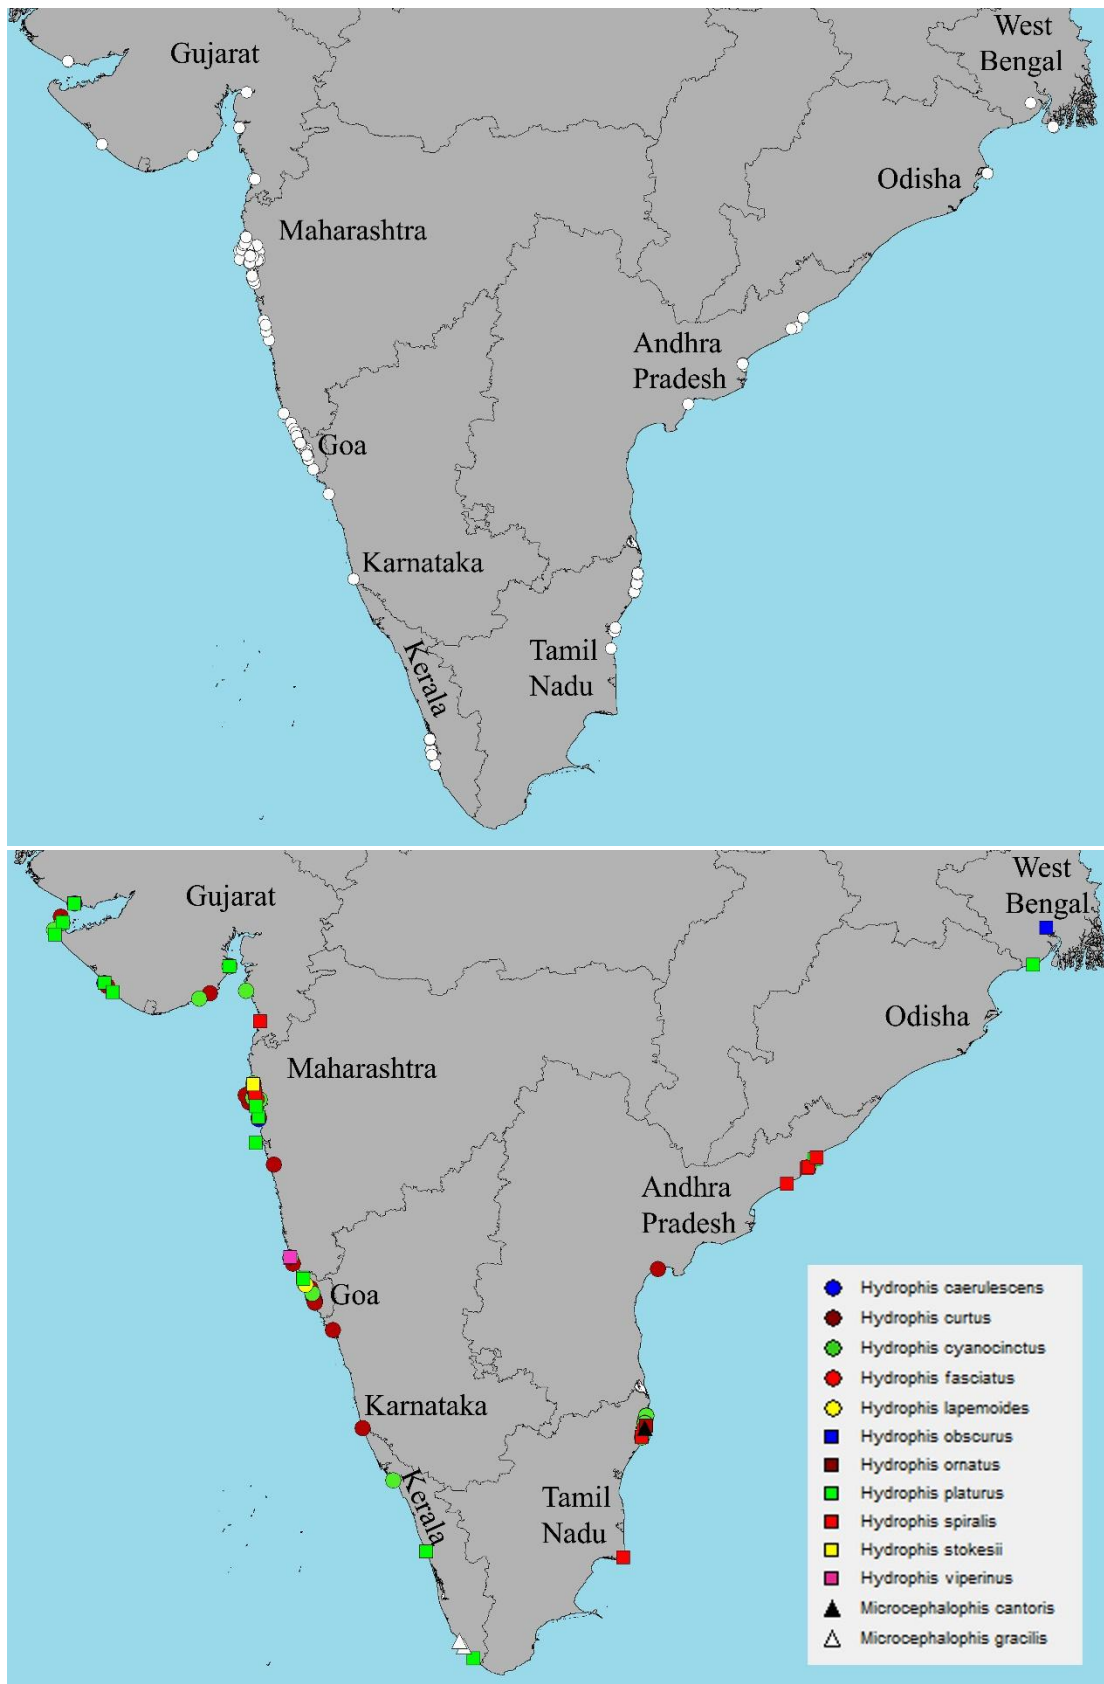 West
Bengal
Gujarat
Odisha
Maharashtra
Andhra
Pradesh
Goa
Karnataka
Kerala
Tamil
Nadu
West
Bengal
Gujarat
Odisha
Maharashtra
Andhra
Pradesh
Goa
Karnataka
Kerala
Tamil
Nadu
Hydrophis caerulescens
Hydrophis curtus
Hydrophis cyanocinctus
Hydrophis fasciatus
Hydrophis lapemoides
Hydrophis obscurus
Hydrophis ornatus
Hydrophis platurus
Hydrophis spiralis
Hydrophis stokesii
Hydrophis viperinus
Microcephalophis cantoris
Microcephalophis gracilis